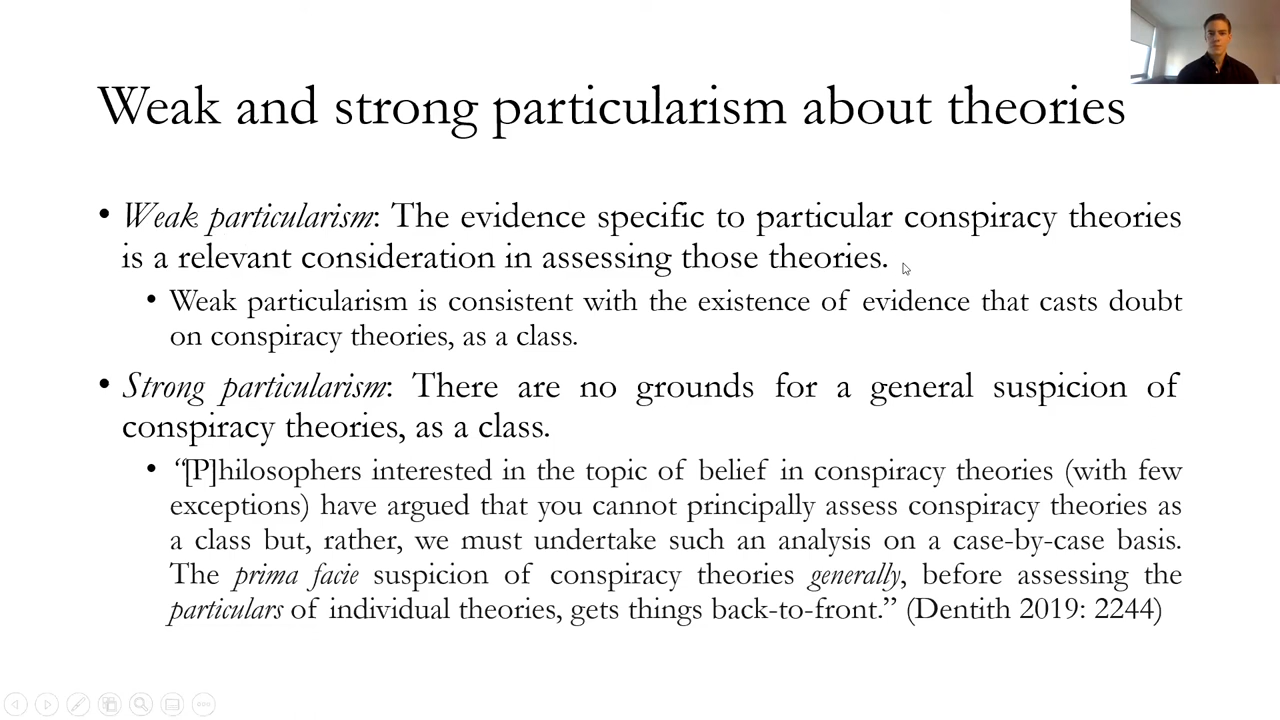 Weak and strong particularism about theories
• Weak particularism: The evidence specific to particular conspiracy theories
is a relevant consideration in assessing those theories.
• Weak particularism is consistent with the existence of evidence that casts doubt
on conspiracy theories, as a class.
• Strong particularism: There are no grounds for a general suspicion of
conspiracy theories, as a class.
• “[P]hilosophers interested in the topic of belief in conspiracy theories (with few
exceptions) have argued that you cannot principally assess conspiracy theories as
a class but, rather, we must undertake such an analysis on a case-by-case basis.
The prima facie suspicion of conspiracy theories generally, before assessing the
particulars of individual theories, gets things back-to-front.” (Dentith 2019: 2244)